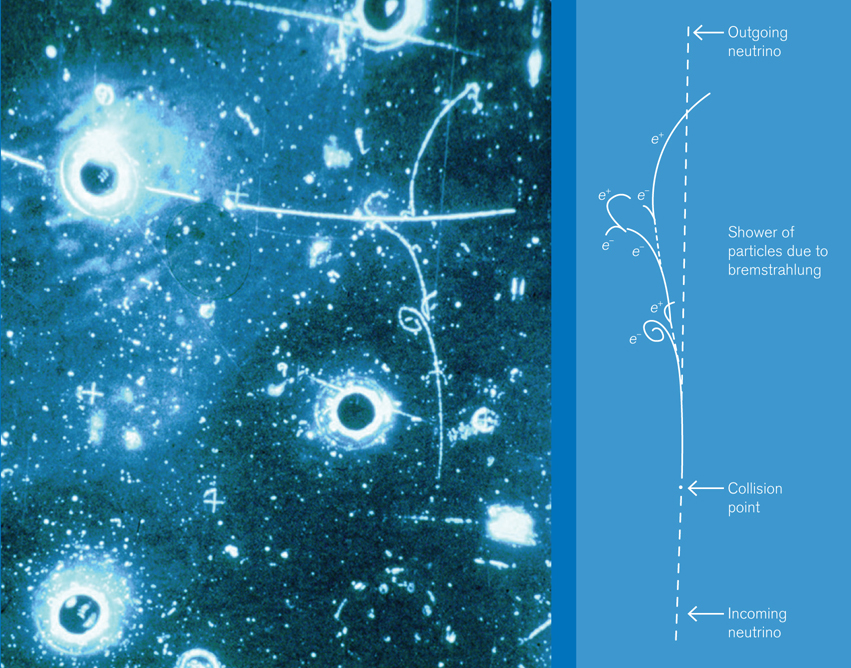 Outgoing
neutrino
e⁺
e⁺
e⁻
e⁻
e⁻
Shower of
particles due to
bremstrahlung
e⁺
e⁻
Collision
point
Incoming
neutrino